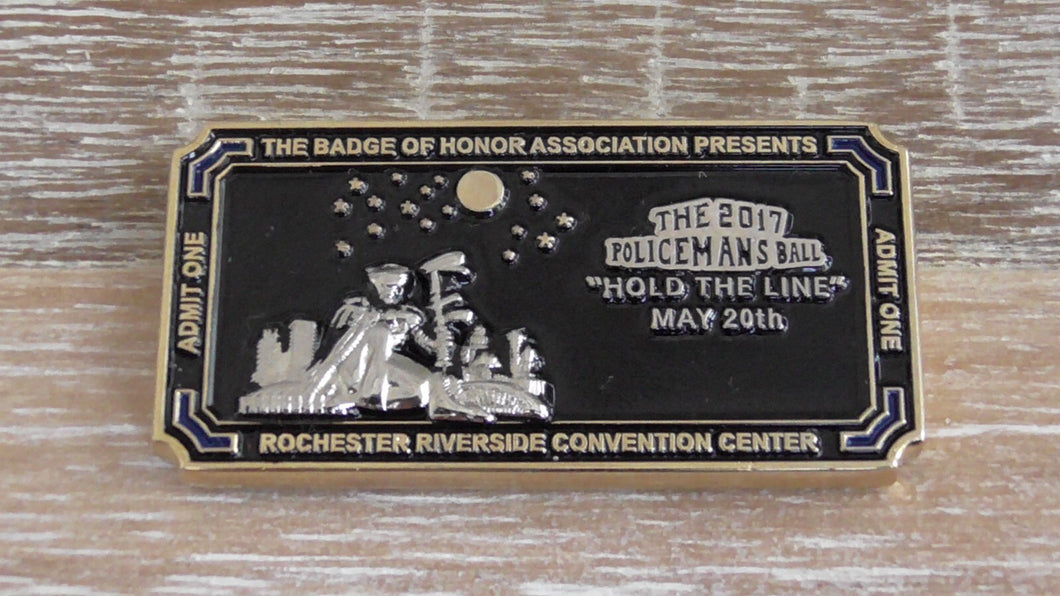 THE BADGE OF HONOR ASSOCIATION PRESENTS
ADMIT ONE
THE 2017
POLICEMANS BALL
"HOLD THE LINE"
MAY 20th
ADMIT ONE
ROCHESTER RIVERSIDE CONVENTION CENTER